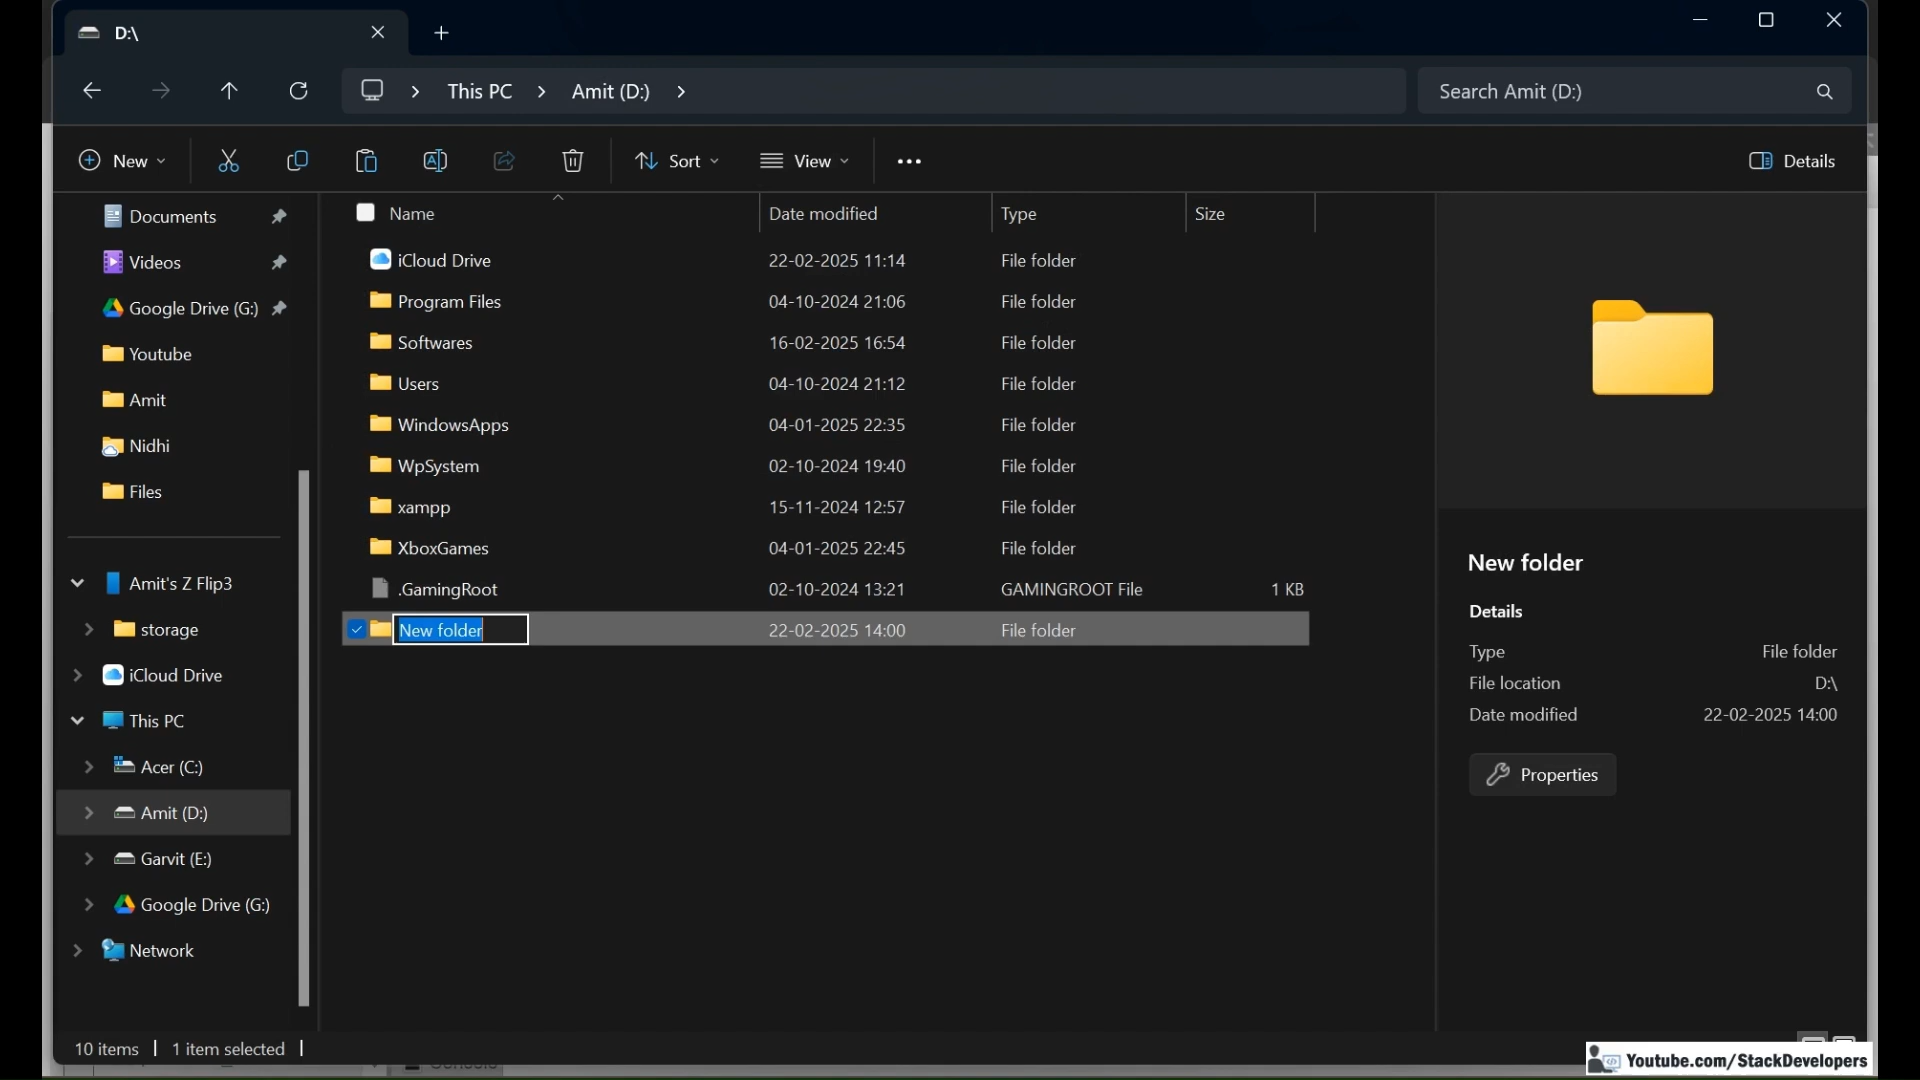 D:\
This PC
Amit (D:)
Search Amit (D:)
New
Sort
View
Details
Documents
Videos
Google Drive (G:)
Youtube
Amit
Nidhi
Files
Amit's Z Flip3
storage
iCloud Drive
This PC
Acer (C:)
Amit (D:)
Garvit (E:)
Google Drive (G:)
Network
Name Date modified Type Size
iCloud Drive 22-02-2025 11:14 File folder
Program Files 04-10-2024 21:06 File folder
Softwares 16-02-2025 16:54 File folder
Users 04-10-2024 21:12 File folder
WindowsApps 04-01-2025 22:35 File folder
WpSystem 02-10-2024 19:40 File folder
xampp 15-11-2024 12:57 File folder
XboxGames 04-01-2025 22:45 File folder
.GamingRoot 02-10-2024 13:21 GAMINGROOT File 1 KB
New folder 22-02-2025 14:00 File folder
New folder
Details
Type File folder
File location D:\
Date modified 22-02-2025 14:00
Properties
10 items 1 item selected
Youtube.com/StackDevelopers